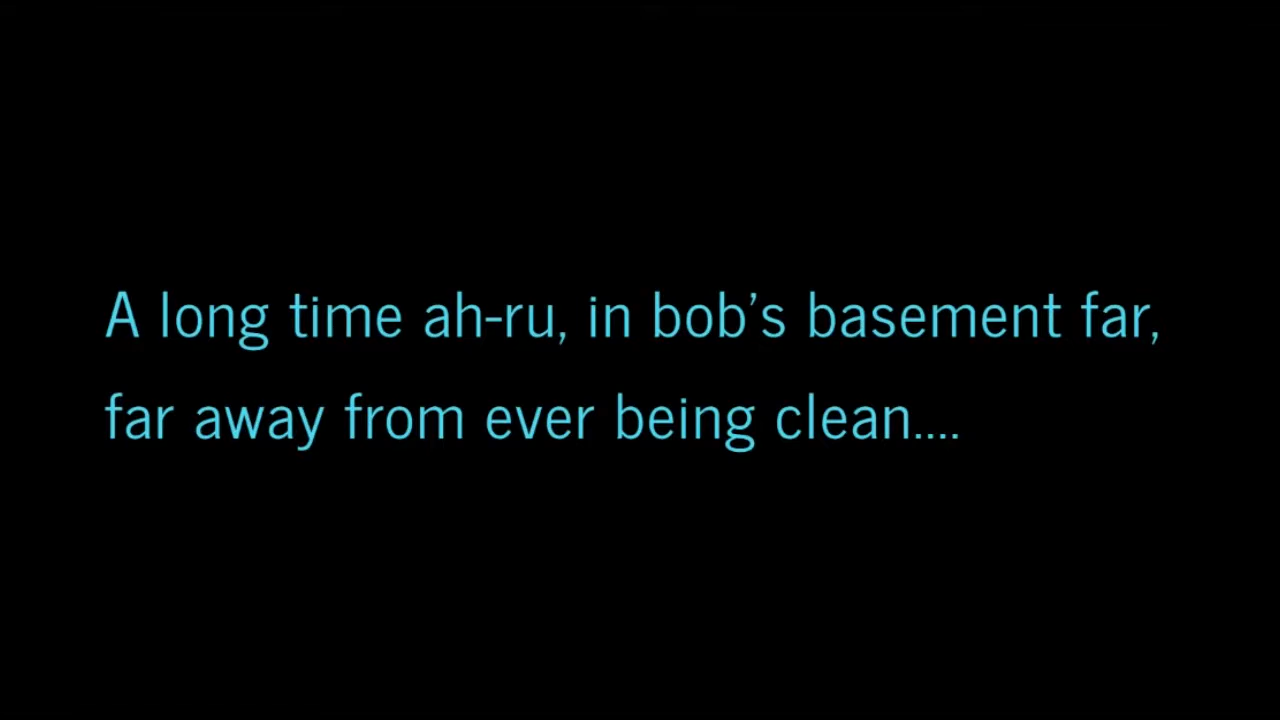 A long time ah-ru, in bob’s basement far,
far away from ever being clean....